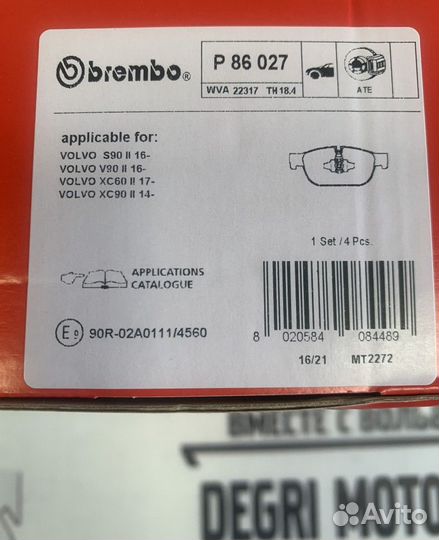 brembo®
P 86 027
WVA 22317 TH 18.4
ATE
applicable for:
VOLVO S90 II 16-
VOLVO V90 II 16-
VOLVO XC60 II 17-
VOLVO XC90 II 14-
1 Set / 4 Pcs.
APPLICATIONS
CATALOGUE
E9 90R-02A0111/4560
8 020584 084489
16/21 MT2272
ВМЕСТЕ С
DEGRI MOTO
Avito